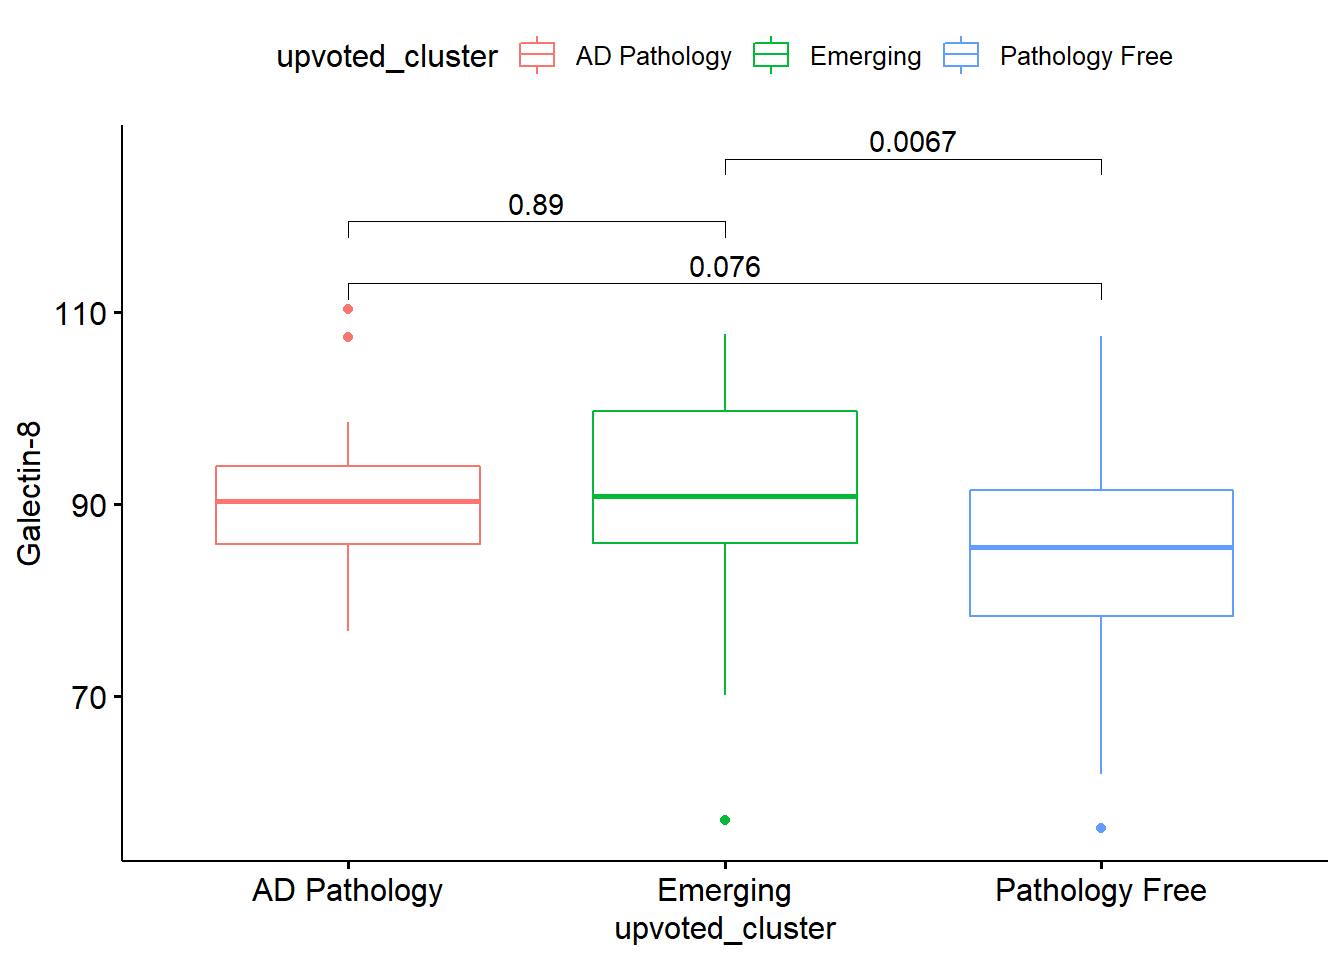 upvoted_cluster AD Pathology Emerging Pathology Free
0.0067
0.89
0.076
110
90
70
Galectin-8
AD Pathology Emerging Pathology Free
upvoted_cluster